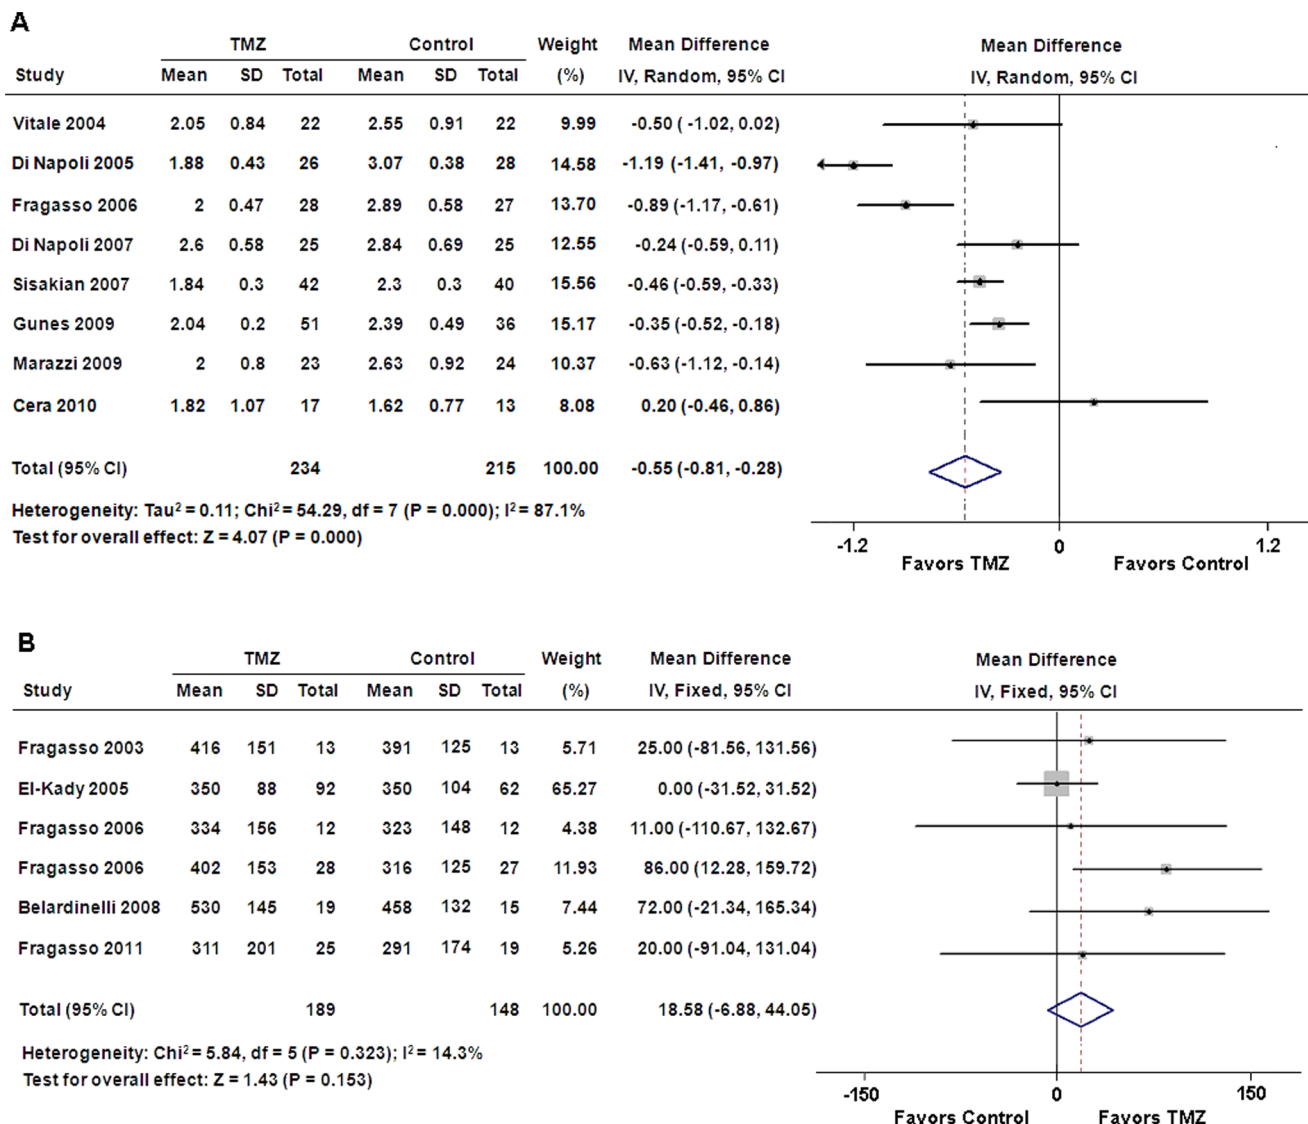 A
TMZ Control Weight Mean Difference Mean Difference
Study Mean SD Total Mean SD Total (%) IV, Random, 95% CI IV, Random, 95% CI
Vitale 2004 2.05 0.84 22 2.55 0.91 22 9.99 -0.50 ( -1.02, 0.02)
Di Napoli 2005 1.88 0.43 26 3.07 0.38 28 14.58 -1.19 (-1.41, -0.97)
Fragasso 2006 2 0.47 28 2.89 0.58 27 13.70 -0.89 (-1.17, -0.61)
Di Napoli 2007 2.6 0.58 25 2.84 0.69 25 12.55 -0.24 (-0.59, 0.11)
Sisakian 2007 1.84 0.3 42 2.3 0.3 40 15.56 -0.46 (-0.59, -0.33)
Gunes 2009 2.04 0.2 51 2.39 0.49 36 15.17 -0.35 (-0.52, -0.18)
Marazzi 2009 2 0.8 23 2.63 0.92 24 10.37 -0.63 (-1.12, -0.14)
Cera 2010 1.82 1.07 17 1.62 0.77 13 8.08 0.20 (-0.46, 0.86)
Total (95% CI) 234 215 100.00 -0.55 (-0.81, -0.28)
Heterogeneity: Tau² = 0.11; Chi² = 54.29, df = 7 (P = 0.000); I² = 87.1%
Test for overall effect: Z = 4.07 (P = 0.000)
-1.2 0 1.2
Favors TMZ Favors Control
B
TMZ Control Weight Mean Difference Mean Difference
Study Mean SD Total Mean SD Total (%) IV, Fixed, 95% CI IV, Fixed, 95% CI
Fragasso 2003 416 151 13 391 125 13 5.71 25.00 (-81.56, 131.56)
El-Kady 2005 350 88 92 350 104 62 65.27 0.00 (-31.52, 31.52)
Fragasso 2006 334 156 12 323 148 12 4.38 11.00 (-110.67, 132.67)
Fragasso 2006 402 153 28 316 125 27 11.93 86.00 (12.28, 159.72)
Belardinelli 2008 530 145 19 458 132 15 7.44 72.00 (-21.34, 165.34)
Fragasso 2011 311 201 25 291 174 19 5.26 20.00 (-91.04, 131.04)
Total (95% CI) 189 148 100.00 18.58 (-6.88, 44.05)
Heterogeneity: Chi² = 5.84, df = 5 (P = 0.323); I² = 14.3%
Test for overall effect: Z = 1.43 (P = 0.153)
-150 0 150
Favors Control Favors TMZ